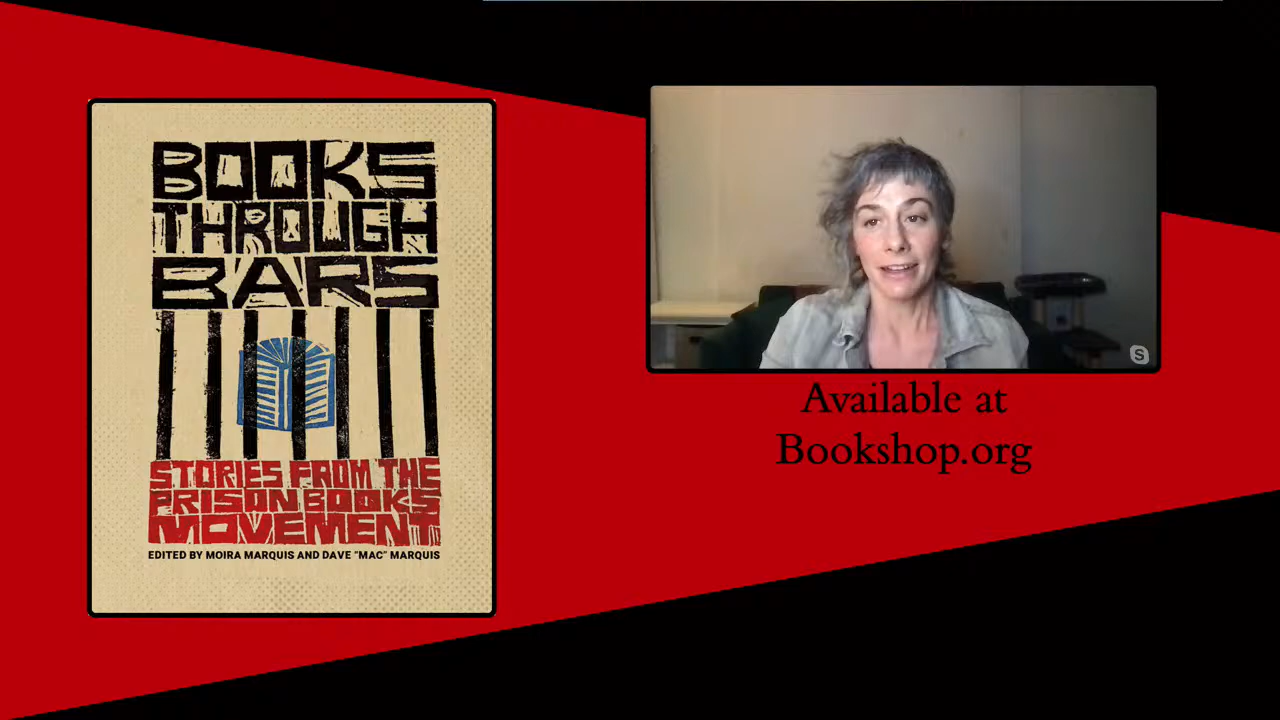 BOOKS
THROUGH
BARS
STORIES FROM THE
PRISON BOOKS
MOVEMENT
EDITED BY MOIRA MARQUIS AND DAVE "MAC" MARQUIS
Available at
Bookshop.org
S